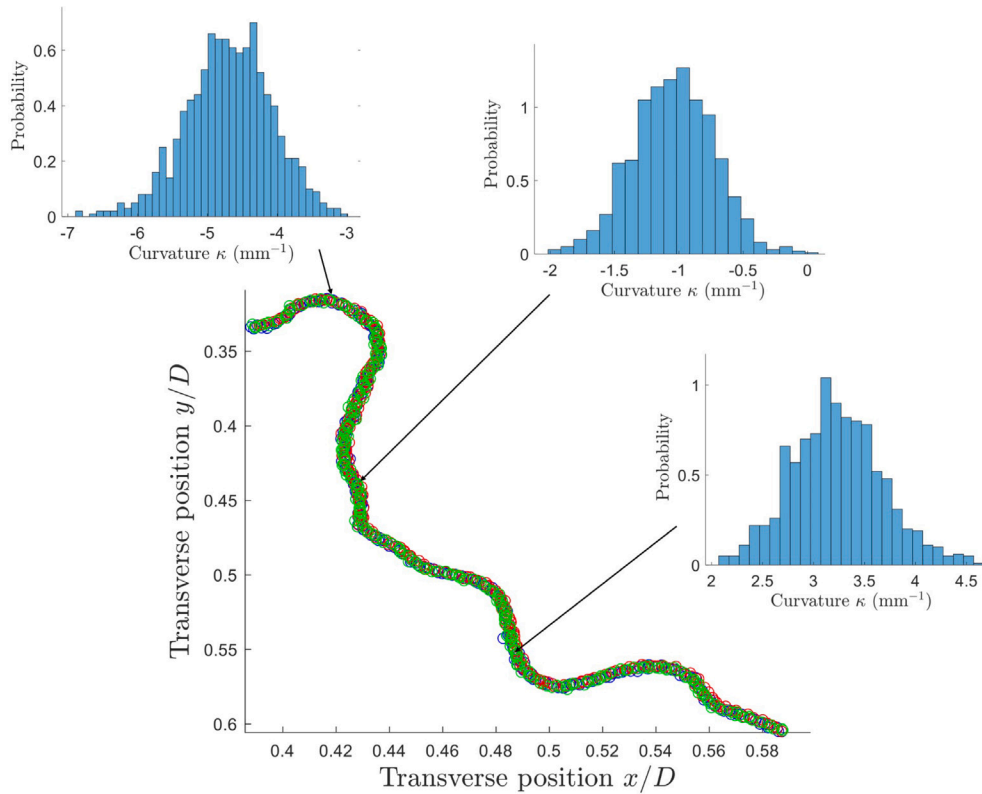 0.6
0.4
0.2
0
Probability
-7 -6 -5 -4 -3
Curvature κ (mm⁻¹)
1
0.5
0
Probability
-2 -1.5 -1 -0.5 0
Curvature κ (mm⁻¹)
0.35
0.4
0.45
0.5
0.55
0.6
Transverse position y/D
0.4 0.42 0.44 0.46 0.48 0.5 0.52 0.54 0.56 0.58
Transverse position x/D
1
0.5
0
Probability
2 2.5 3 3.5 4 4.5
Curvature κ (mm⁻¹)